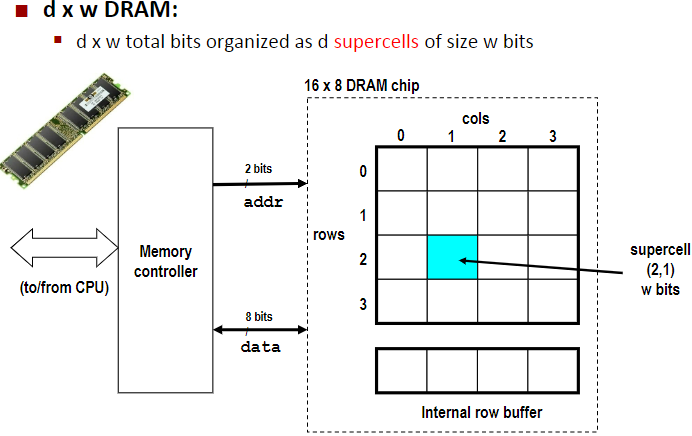 d x w DRAM:
d x w total bits organized as d supercells of size w bits
16 x 8 DRAM chip
cols
0 1 2 3
2 bits
addr
rows
0
1
2
3
Memory
controller
(to/from CPU)
supercell
(2,1)
w bits
8 bits
data
Internal row buffer